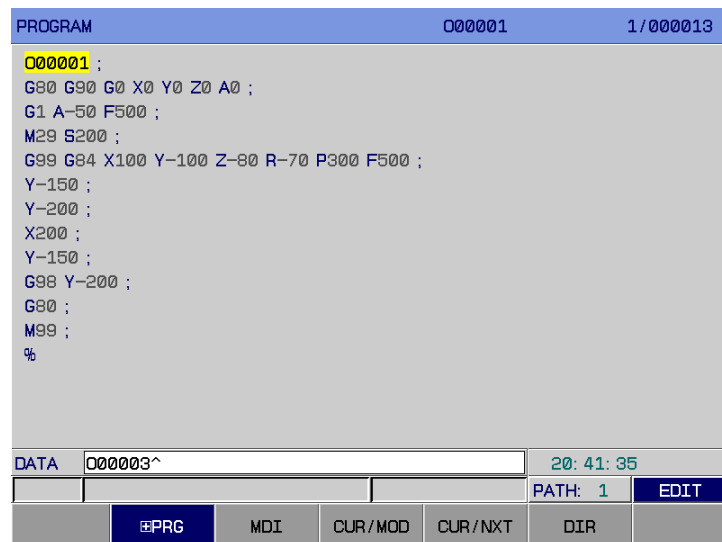 PROGRAM O00001 1/000013
O00001 ;
G80 G90 G0 X0 Y0 Z0 A0 ;
G1 A-50 F500 ;
M29 S200 ;
G99 G84 X100 Y-100 Z-80 R-70 P300 F500 ;
Y-150 ;
Y-200 ;
X200 ;
Y-150 ;
G98 Y-200 ;
G80 ;
M99 ;
%
DATA O00003^ 20:41:35
PATH: 1 EDIT
⊞PRG MDI CUR/MOD CUR/NXT DIR